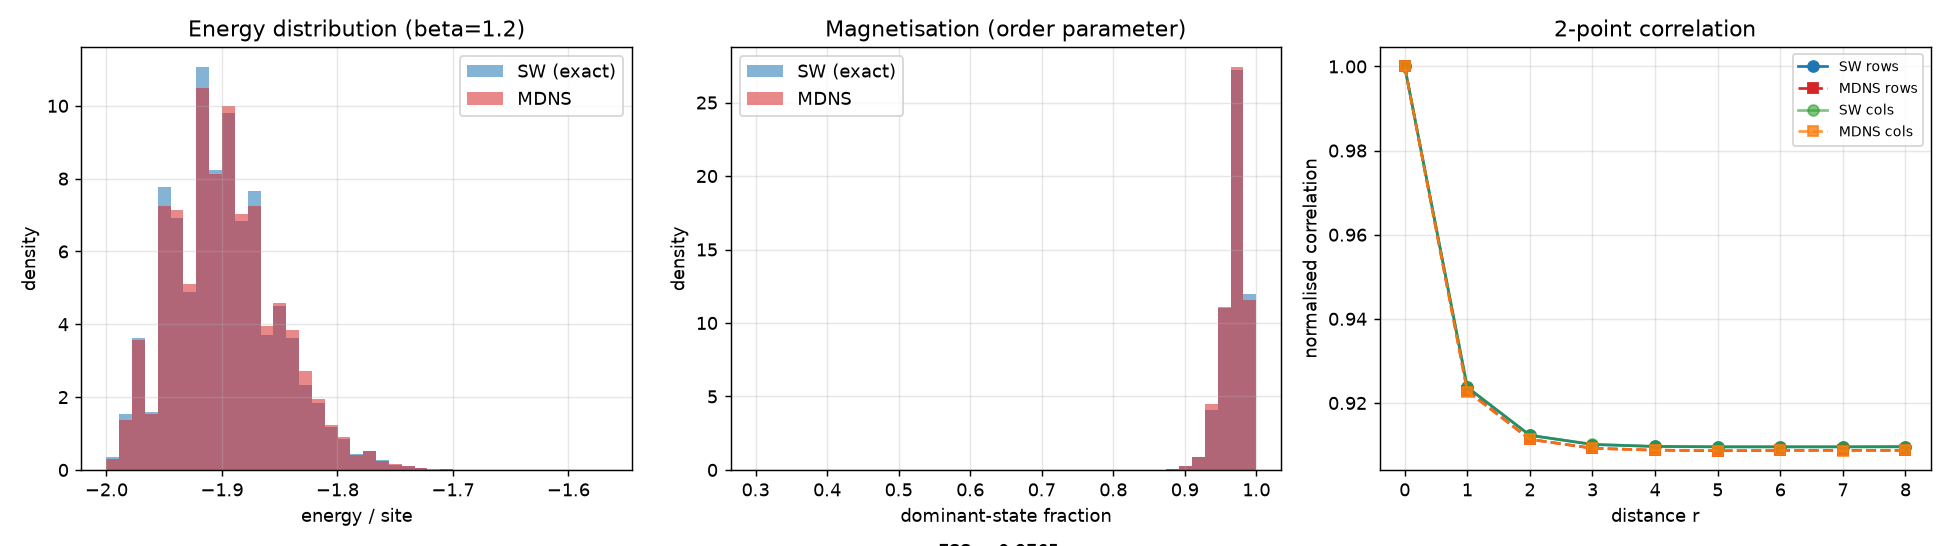 Energy distribution (beta=1.2)
SW (exact)
MDNS
density
0
2
4
6
8
10
−2.0
−1.9
−1.8
−1.7
−1.6
energy / site
Magnetisation (order parameter)
SW (exact)
MDNS
density
0
5
10
15
20
25
0.3
0.4
0.5
0.6
0.7
0.8
0.9
1.0
dominant-state fraction
2-point correlation
SW rows
MDNS rows
SW cols
MDNS cols
normalised correlation
1.00
0.98
0.96
0.94
0.92
0
1
2
3
4
5
6
7
8
distance r